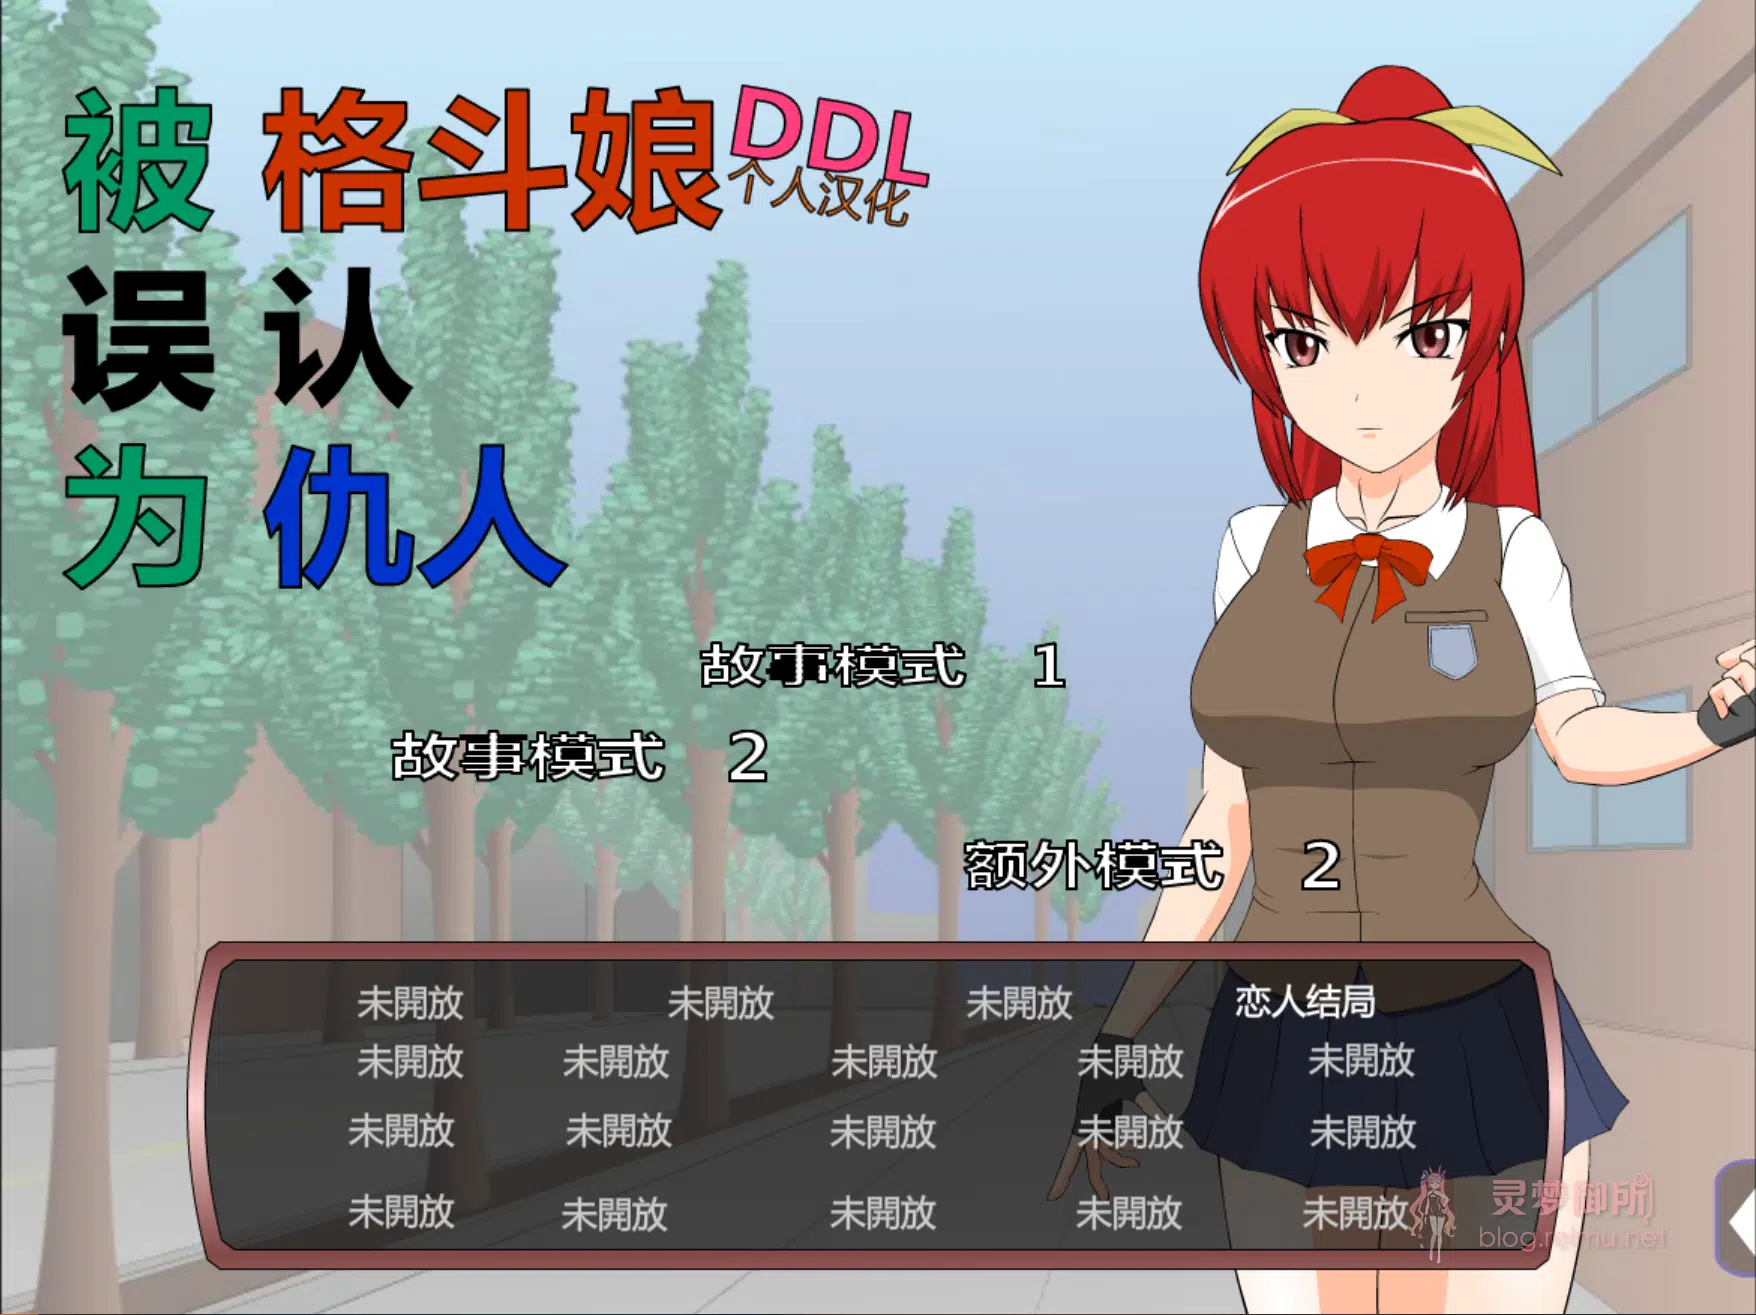 被 格斗娘
DDL
个人汉化
误 认
为 仇人
故事模式 1
故事模式 2
额外模式 2
未開放 未開放 未開放 恋人结局
未開放 未開放 未開放 未開放 未開放
未開放 未開放 未開放 未開放 未開放
未開放 未開放 未開放 未開放 未開放
灵梦御所
blog.reimu.net